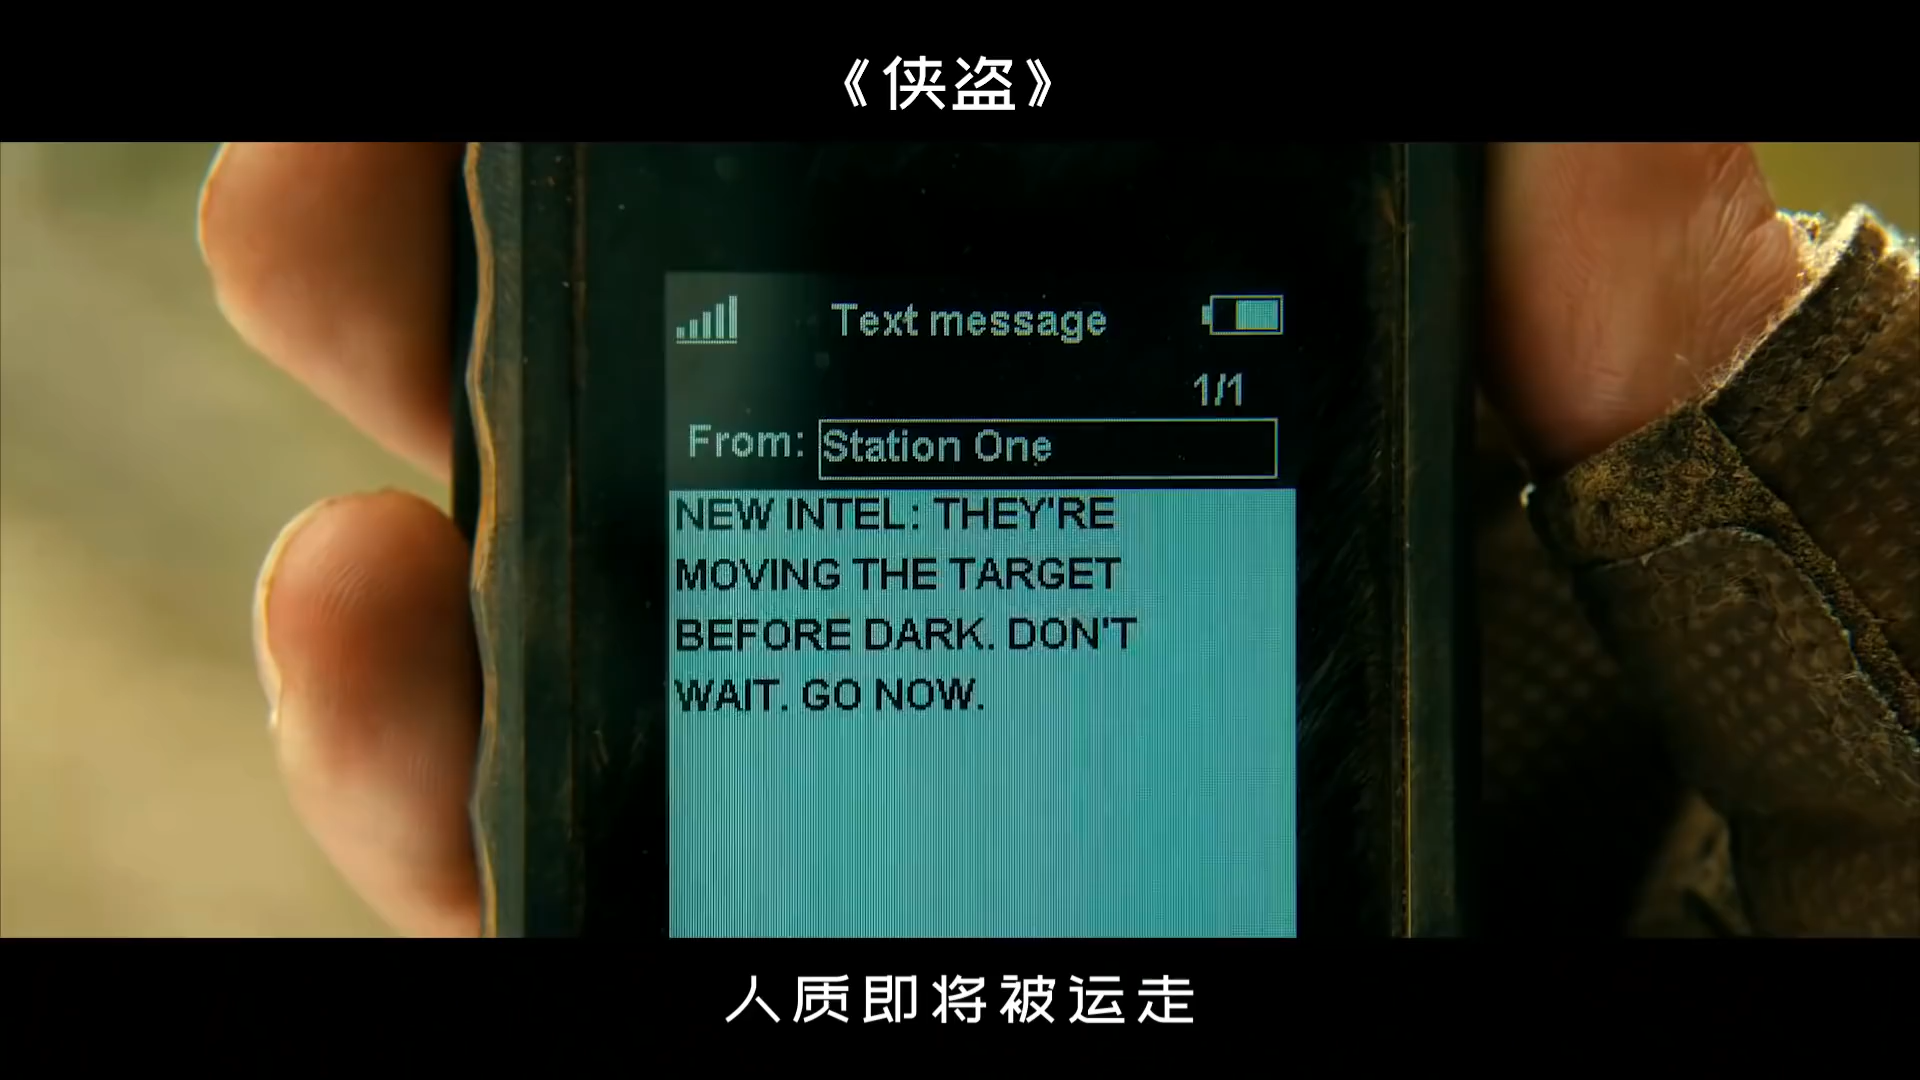 《侠盗》
Text message
1/1
From: Station One
NEW INTEL: THEY'RE
MOVING THE TARGET
BEFORE DARK. DON'T
WAIT. GO NOW.
人质即将被运走